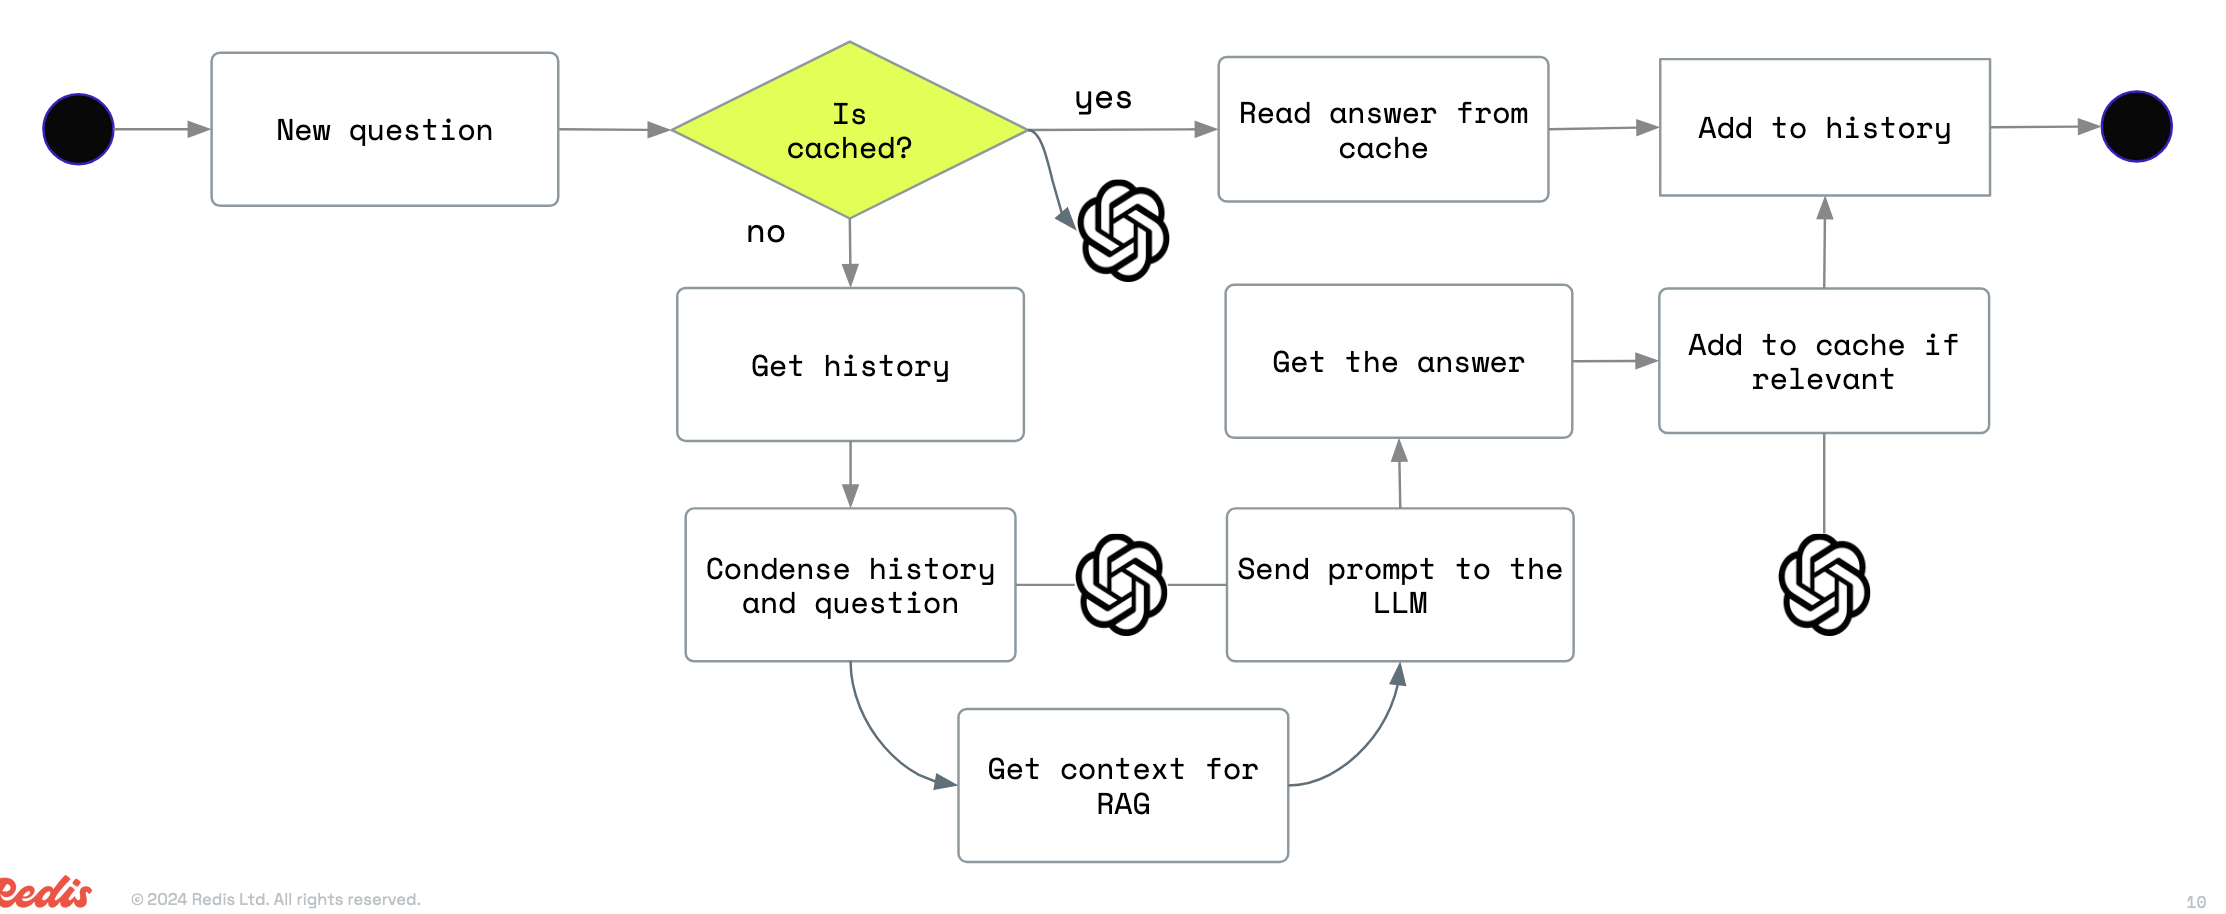 New question
Is
cached?
yes
no
Read answer from
cache
Add to history
Get history
Get the answer
Add to cache if
relevant
Condense history
and question
Send prompt to the
LLM
Get context for
RAG
Redis
© 2024 Redis Ltd. All rights reserved.
10